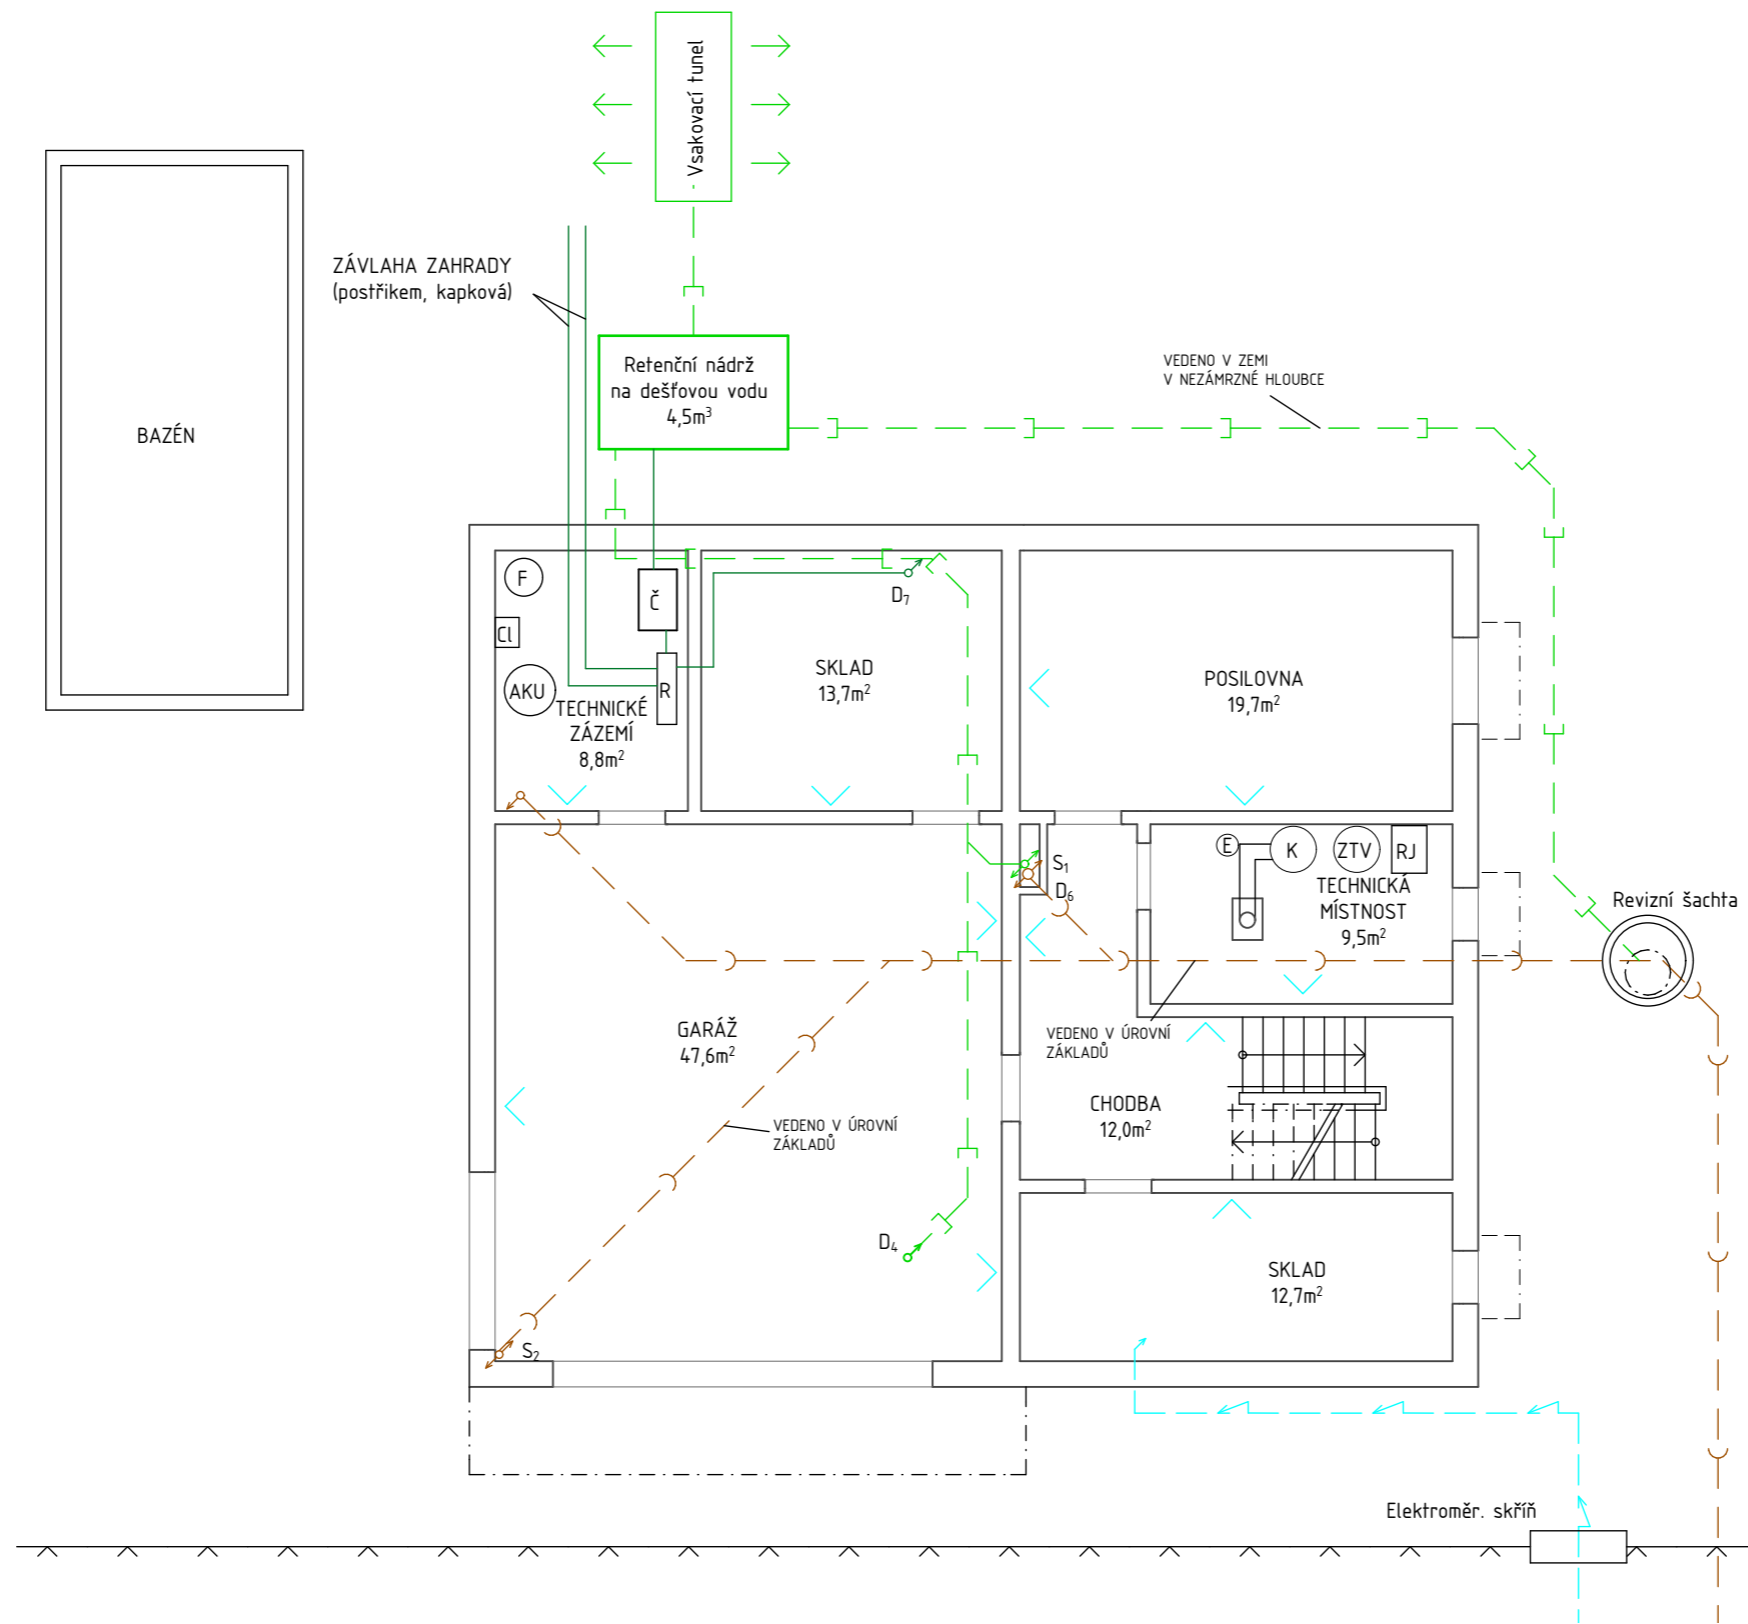 Vsakovací tunel
ZÁVLAHA ZAHRADY
(postřikem, kapková)
Retenční nádrž
na dešťovou vodu
4,5m³
VEDENO V ZEMI
V NEZÁMRZNÉ HLOUBCE
BAZÉN
F
Č
Cl
D₇
AKU
R
TECHNICKÉ
ZÁZEMÍ
8,8m²
SKLAD
13,7m²
POSILOVNA
19,7m²
S₁
D₆
E
K
ZTV
RJ
TECHNICKÁ
MÍSTNOST
9,5m²
Revizní šachta
GARÁŽ
47,6m²
VEDENO V ÚROVNÍ
ZÁKLADŮ
CHODBA
12,0m²
VEDENO V ÚROVNÍ
ZÁKLADŮ
D₄
SKLAD
12,7m²
S₂
Elektroměr. skříň